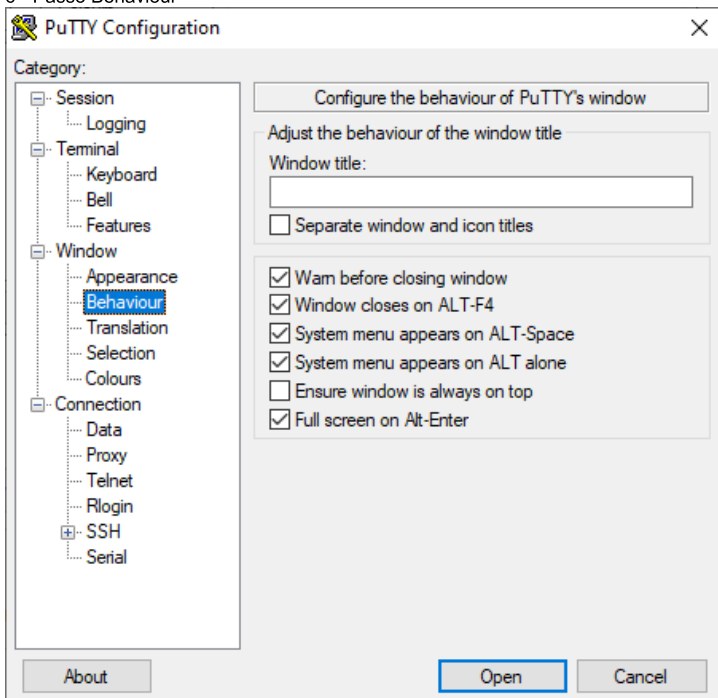 PuTTY Configuration
Category:
Session
Logging
Terminal
Keyboard
Bell
Features
Window
Appearance
Behaviour
Translation
Selection
Colours
Connection
Data
Proxy
Telnet
Rlogin
SSH
Serial
Configure the behaviour of PuTTY's window
Adjust the behaviour of the window title
Window title:
Separate window and icon titles
Warn before closing window
Window closes on ALT-F4
System menu appears on ALT-Space
System menu appears on ALT alone
Ensure window is always on top
Full screen on Alt-Enter
About
Open
Cancel